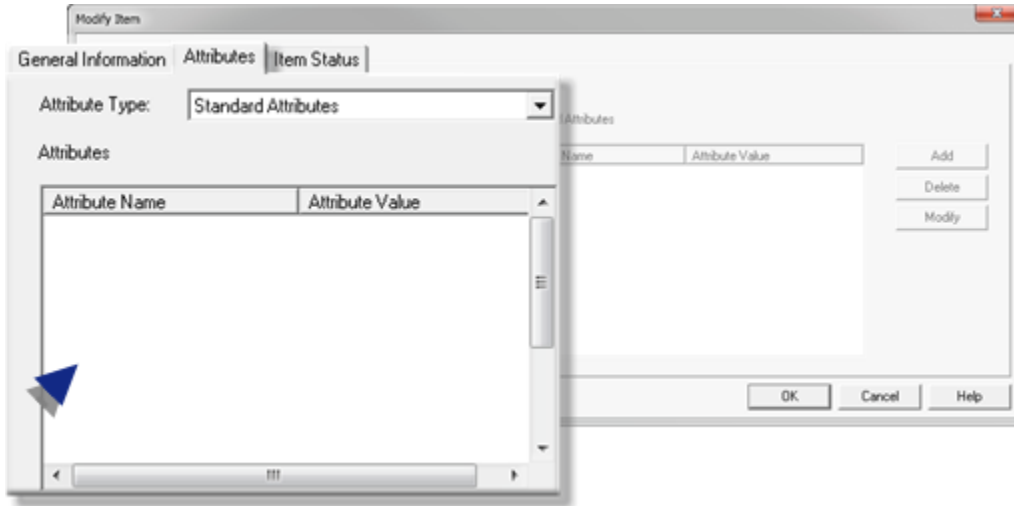 Modify Item
General Information Attributes Item Status
Attribute Type: Standard Attributes
Attributes
Attribute Name Attribute Value
Attributes
Name Attribute Value
Add
Delete
Modify
OK Cancel Help